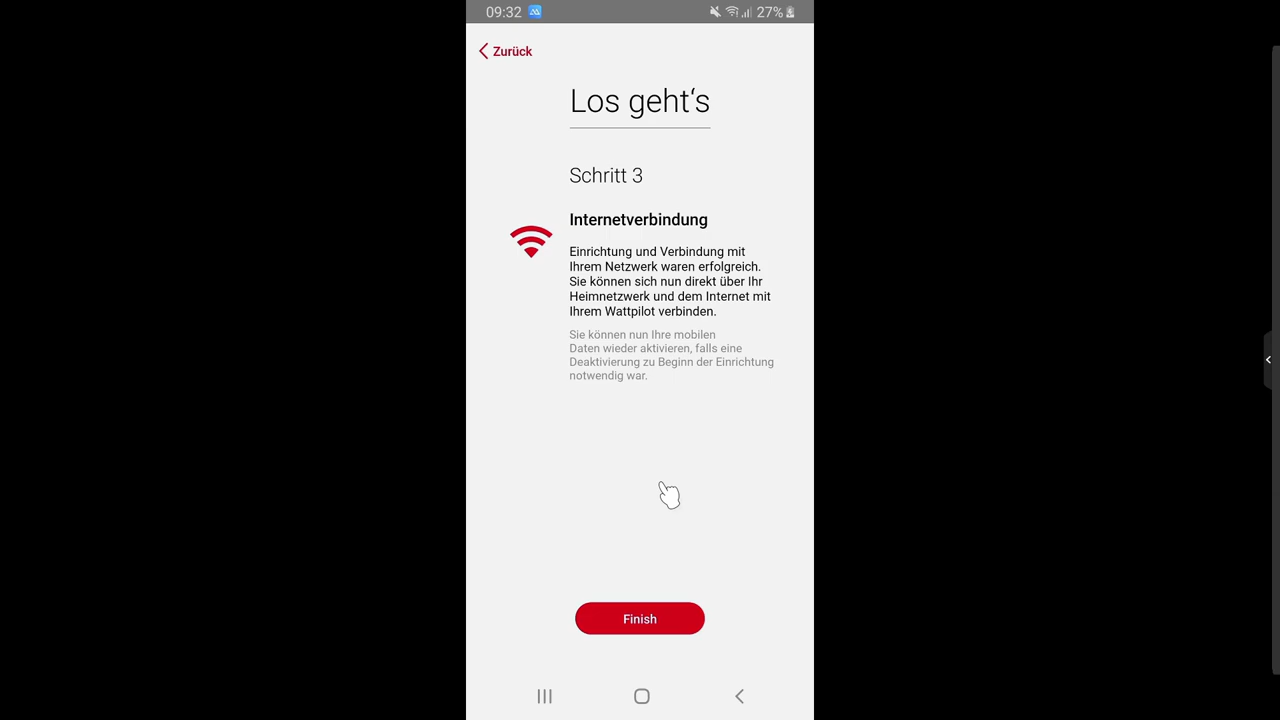 09:32
27%
Zurück
Los geht‘s
Schritt 3
Internetverbindung
Einrichtung und Verbindung mit
Ihrem Netzwerk waren erfolgreich.
Sie können sich nun direkt über Ihr
Heimnetzwerk und dem Internet mit
Ihrem Wattpilot verbinden.
Sie können nun Ihre mobilen
Daten wieder aktivieren, falls eine
Deaktivierung zu Beginn der Einrichtung
notwendig war.
Finish